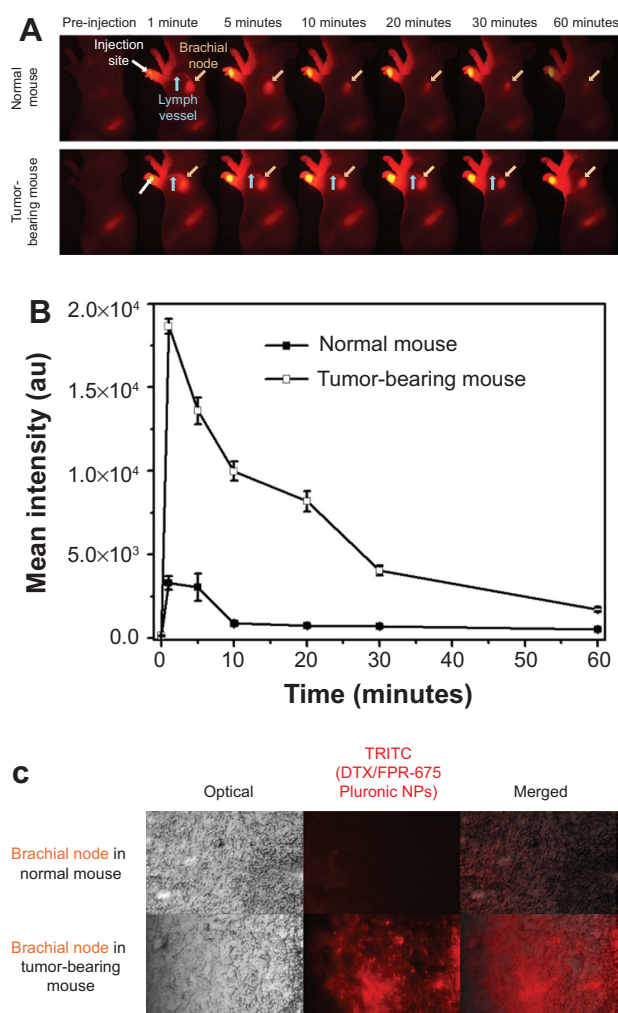 A
Pre-injection 1 minute 5 minutes 10 minutes 20 minutes 30 minutes 60 minutes
Normal
mouse
Injection
site
Brachial
node
Lymph
vessel
Tumor-
bearing mouse
B
Mean intensity (au)
2.0×10⁴
1.5×10⁴
1.0×10⁴
5.0×10³
0.0
Normal mouse
Tumor-bearing mouse
0 10 20 30 40 50 60
Time (minutes)
c
Optical
TRITC
(DTX/FPR-675
Pluronic NPs)
Merged
Brachial node in
normal mouse
Brachial node in
tumor-bearing
mouse